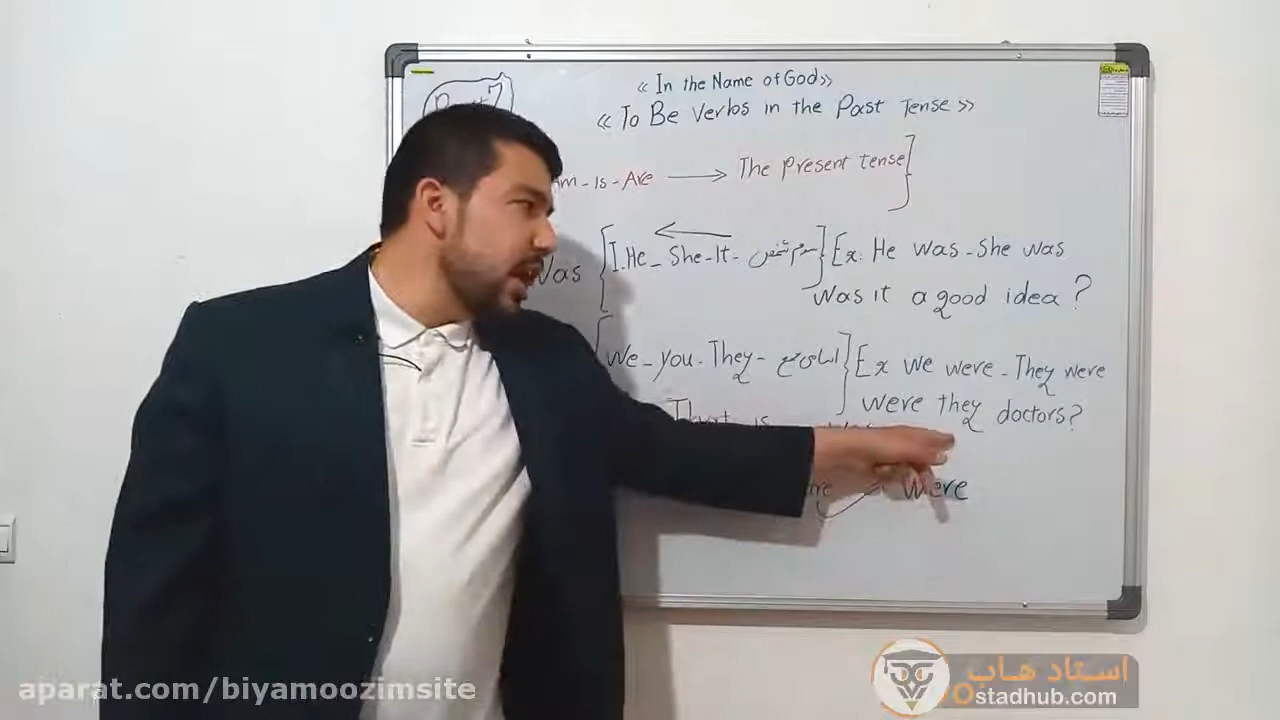 « In the Name of God»
« To Be verbs in the Past Tense »
Am - is - Are → The present tense
Was { I. He - She - It - سوم شخص } Ex: He was - She was
Was it a good idea ?
{ We - you - They - اسامی جمع } Ex we were - They were
were they doctors?
were
aparat.com/biyamoozimsite
استاد هاب
Ostadhub.com